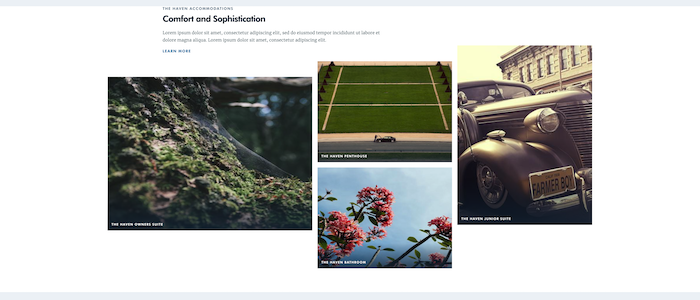 THE HAVEN ACCOMMODATIONS
Comfort and Sophistication
Lorem ipsum dolor sit amet, consectetur adipiscing elit, sed do eiusmod tempor incididunt ut labore et
dolore magna aliqua. Lorem ipsum dolor sit amet, consectetur adipiscing elit.
LEARN MORE
THE HAVEN OWNERS SUITE
THE HAVEN PENTHOUSE
THE HAVEN BATHROOM
FARMER BOY
THE HAVEN JUNIOR SUITE